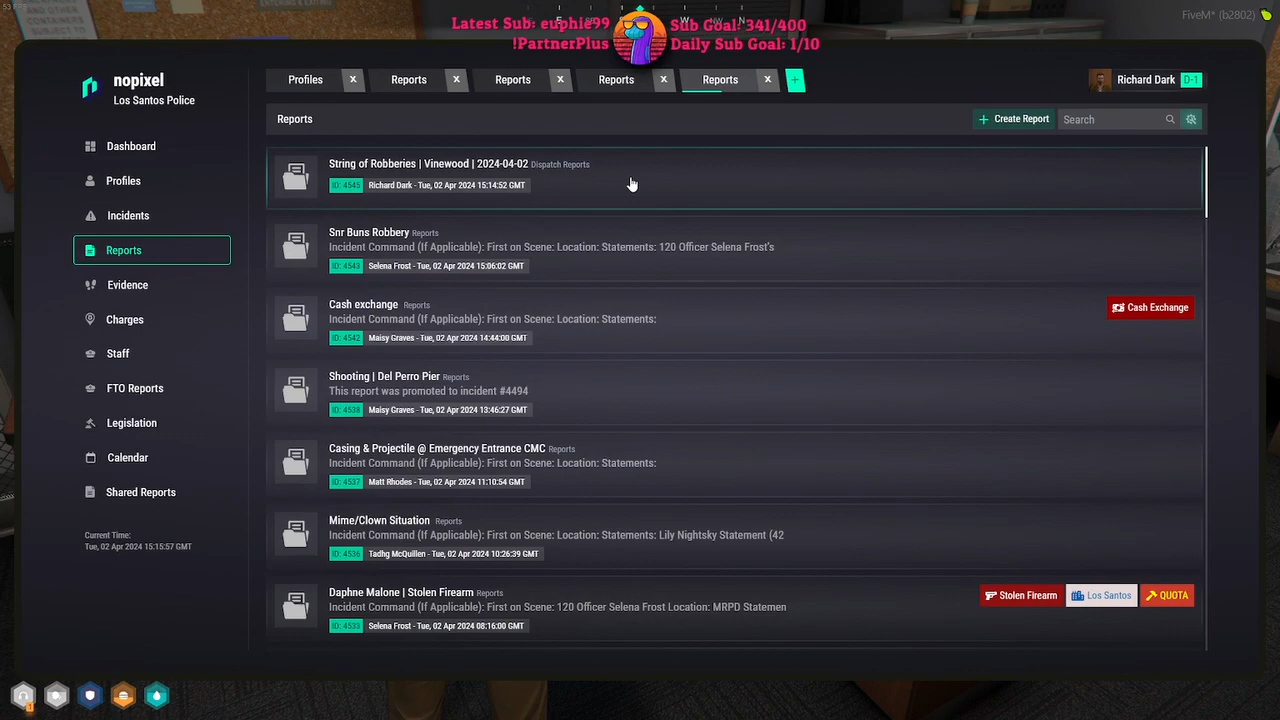 53 FPS
E
W
NW
N
FiveM* (b2802)
Latest Sub: euphie99
Sub Goal: 341/400
!PartnerPlus
Daily Sub Goal: 1/10
nopixel
Los Santos Police
Profiles X Reports X Reports X Reports X Reports X +
Richard Dark D-1
Reports
+ Create Report
Search
Dashboard
Profiles
Incidents
Reports
Evidence
Charges
Staff
FTO Reports
Legislation
Calendar
Shared Reports
Current Time:
Tue, 02 Apr 2024 15:15:57 GMT
String of Robberies | Vinewood | 2024-04-02 Dispatch Reports
ID: 4545 Richard Dark - Tue, 02 Apr 2024 15:14:52 GMT
Snr Buns Robbery Reports
Incident Command (If Applicable): First on Scene: Location: Statements: 120 Officer Selena Frost's
ID: 4543 Selena Frost - Tue, 02 Apr 2024 15:06:02 GMT
Cash exchange Reports
Incident Command (If Applicable): First on Scene: Location: Statements:
ID: 4542 Maisy Graves - Tue, 02 Apr 2024 14:44:00 GMT
Cash Exchange
Shooting | Del Perro Pier Reports
This report was promoted to incident #4494
ID: 4538 Maisy Graves - Tue, 02 Apr 2024 13:46:27 GMT
Casing & Projectile @ Emergency Entrance CMC Reports
Incident Command (If Applicable): First on Scene: Location: Statements:
ID: 4537 Matt Rhodes - Tue, 02 Apr 2024 11:10:54 GMT
Mime/Clown Situation Reports
Incident Command (If Applicable): First on Scene: Location: Statements: Lily Nightsky Statement (42
ID: 4536 Tadhg McQuillen - Tue, 02 Apr 2024 10:26:39 GMT
Daphne Malone | Stolen Firearm Reports
Incident Command (If Applicable): First on Scene: 120 Officer Selena Frost Location: MRPD Statemen
ID: 4533 Selena Frost - Tue, 02 Apr 2024 08:16:00 GMT
Stolen Firearm Los Santos QUOTA
1